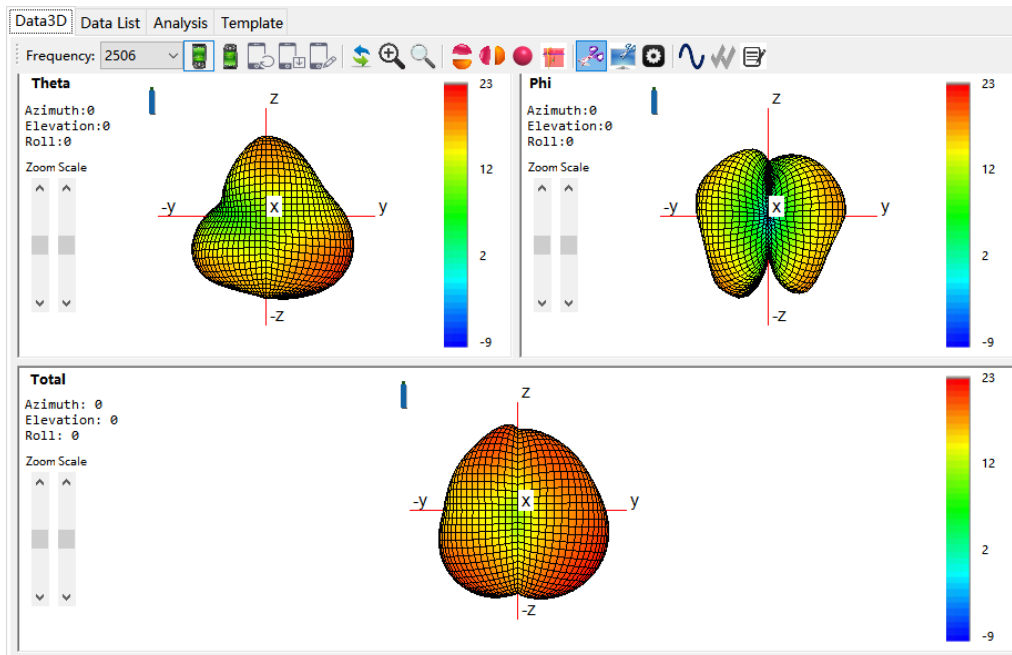 Data3D Data List Analysis Template
Frequency: 2506
Theta
Azimuth:0
Elevation:0
Roll:0
Zoom Scale
z
-y
x
y
-z
23
12
2
-9
Phi
Azimuth:0
Elevation:0
Roll:0
Zoom Scale
z
-y
x
y
-z
23
12
2
-9
Total
Azimuth: 0
Elevation: 0
Roll: 0
Zoom Scale
z
-y
x
y
-z
23
12
2
-9